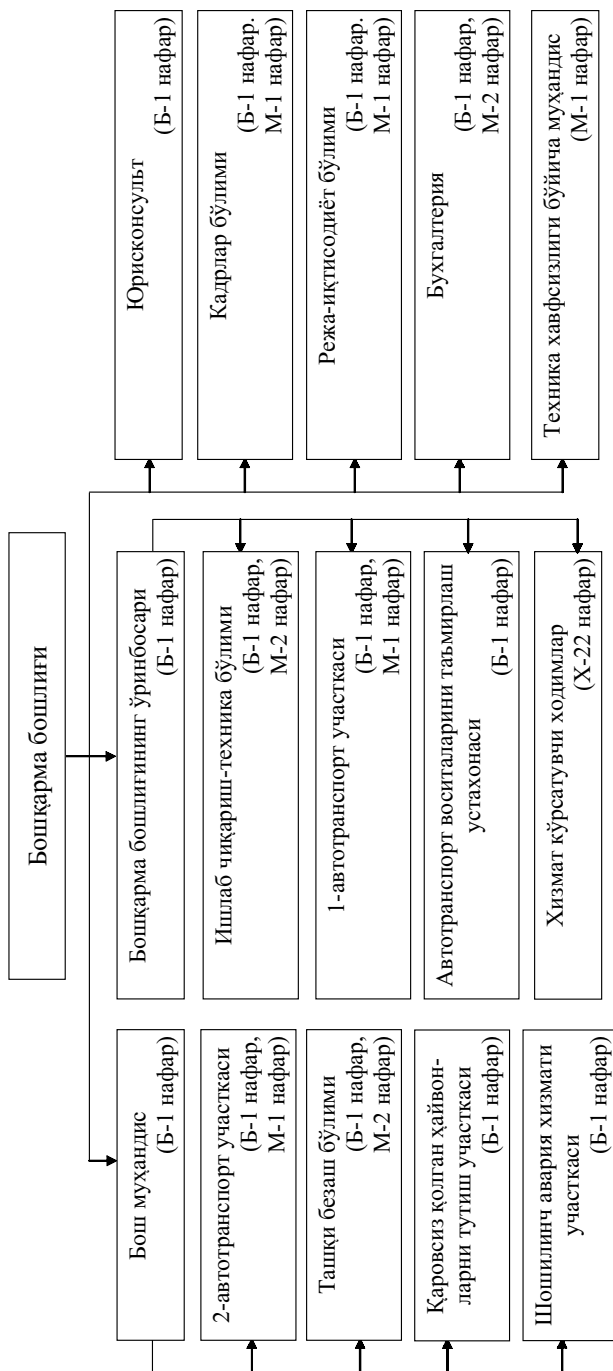 Бошқарма бошлиғи
Бош муҳандис
(Б-1 нафар)
2-автотранспорт участкаси
(Б-1 нафар,
М-1 нафар)
Ташқи безаш бўлими
(Б-1 нафар,
М-2 нафар)
Қаровсиз қолган ҳайвон-
ларни тутиш участкаси
(Б-1 нафар)
Шошилинч авария хизмати
участкаси
(Б-1 нафар)
Бошқарма бошлиғининг ўринбосари
(Б-1 нафар)
Ишлаб чиқариш-техника бўлими
(Б-1 нафар,
М-2 нафар)
1-автотранспорт участкаси
(Б-1 нафар,
М-1 нафар)
Автотранспорт воситаларини таъмирлаш
устахонаси
(Б-1 нафар)
Хизмат кўрсатувчи ходимлар
(Х-22 нафар)
Юрисконсульт
(Б-1 нафар)
Кадрлар бўлими
(Б-1 нафар.
М-1 нафар)
Режа-иқтисодиёт бўлими
(Б-1 нафар.
М-1 нафар)
Бухгалтерия
(Б-1 нафар,
М-2 нафар)
Техника хавфсизлиги бўйича муҳандис
(М-1 нафар)